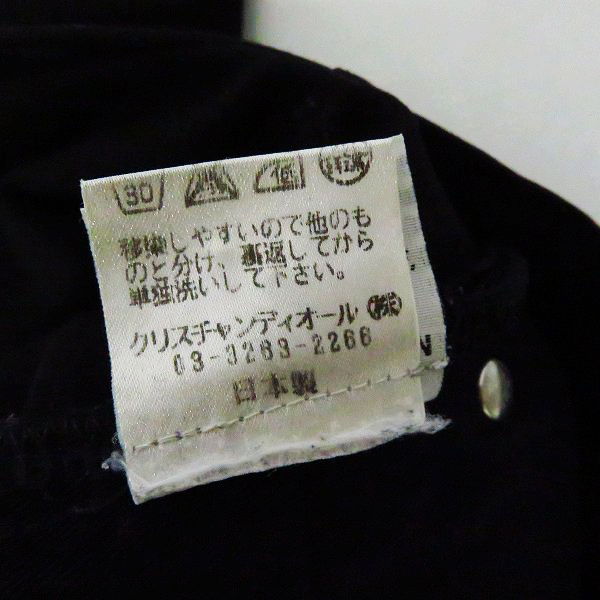 30
移染しやすいので他のも
のと分け、裏返してから
単独洗いして下さい。
クリスチャンディオール㈱
03-3263-2266
日本製
N